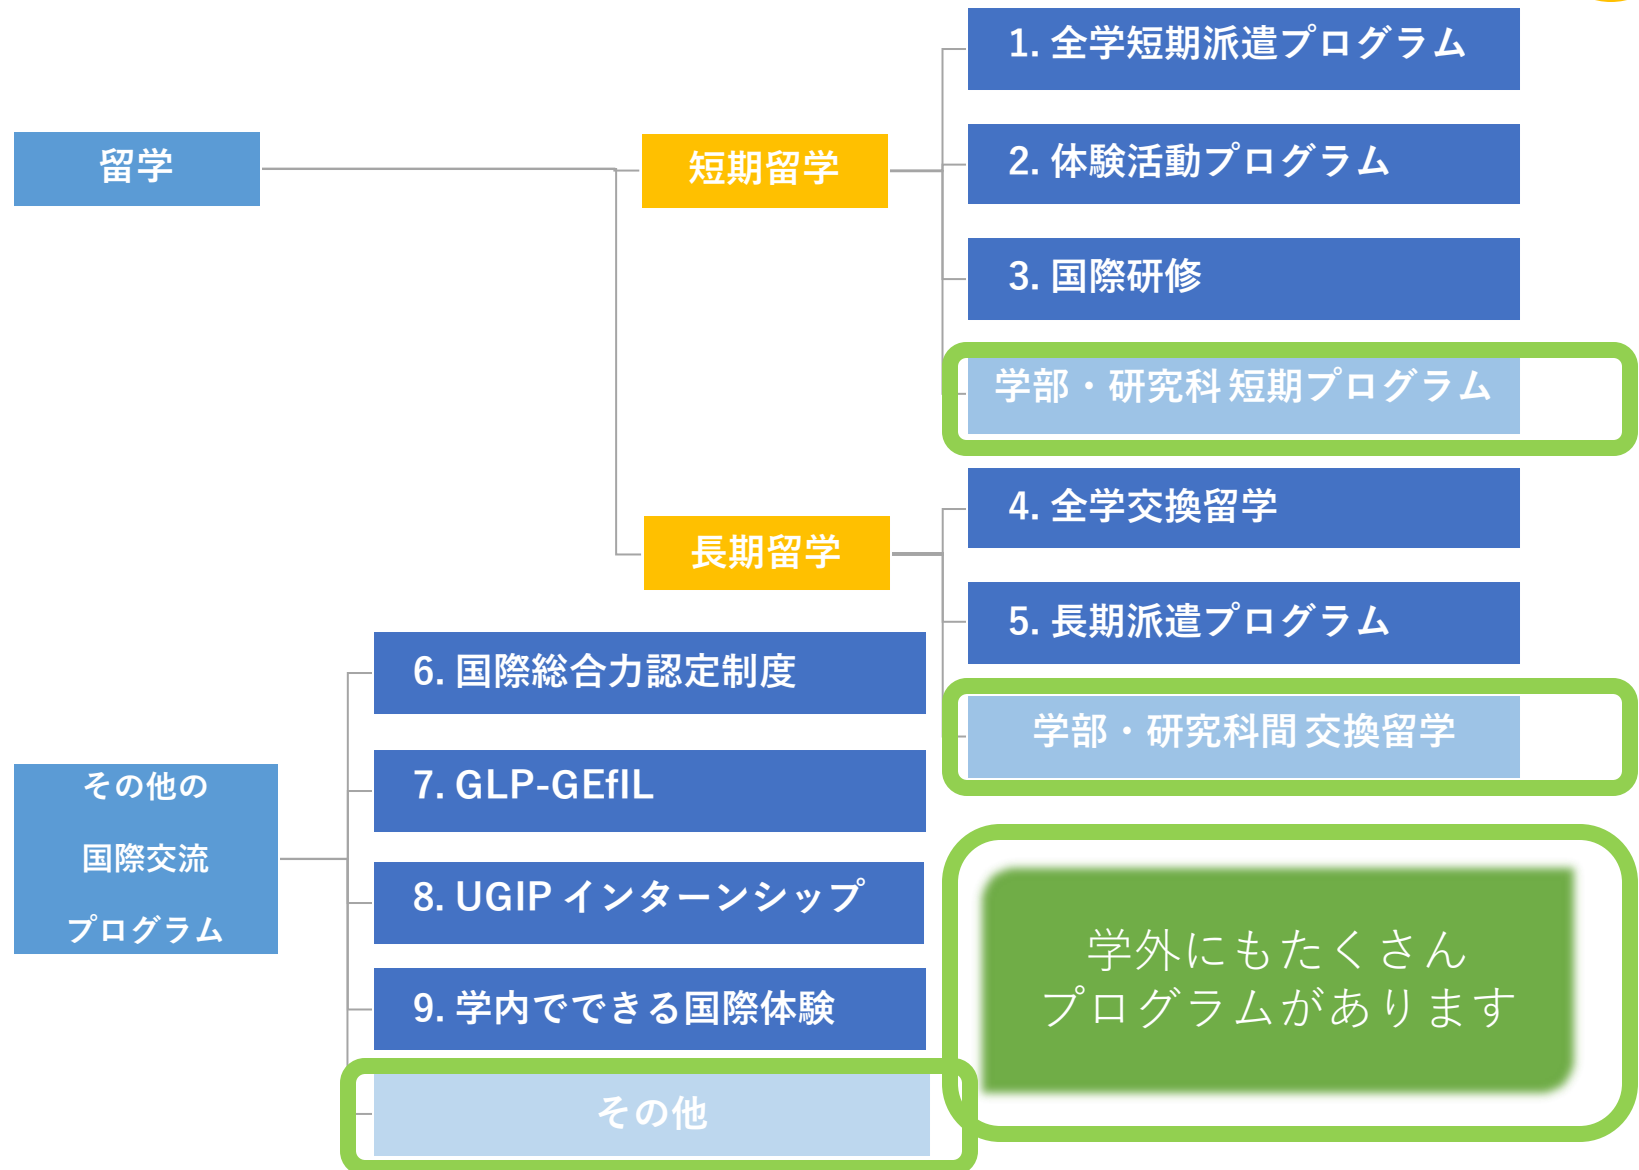 留学
短期留学
1. 全学短期派遣プログラム
2. 体験活動プログラム
3. 国際研修
学部・研究科 短期プログラム
長期留学
4. 全学交換留学
5. 長期派遣プログラム
学部・研究科間 交換留学
その他の
国際交流
プログラム
6. 国際総合力認定制度
7. GLP-GEfIL
8. UGIP インターンシップ
9. 学内でできる国際体験
その他
学外にもたくさん
プログラムがあります